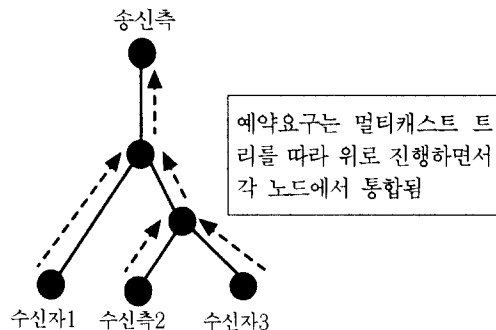 송신측
예약요구는 멀티캐스트 트
리를 따라 위로 진행하면서
각 노드에서 통합됨
수신자1 수신측2 수신자3